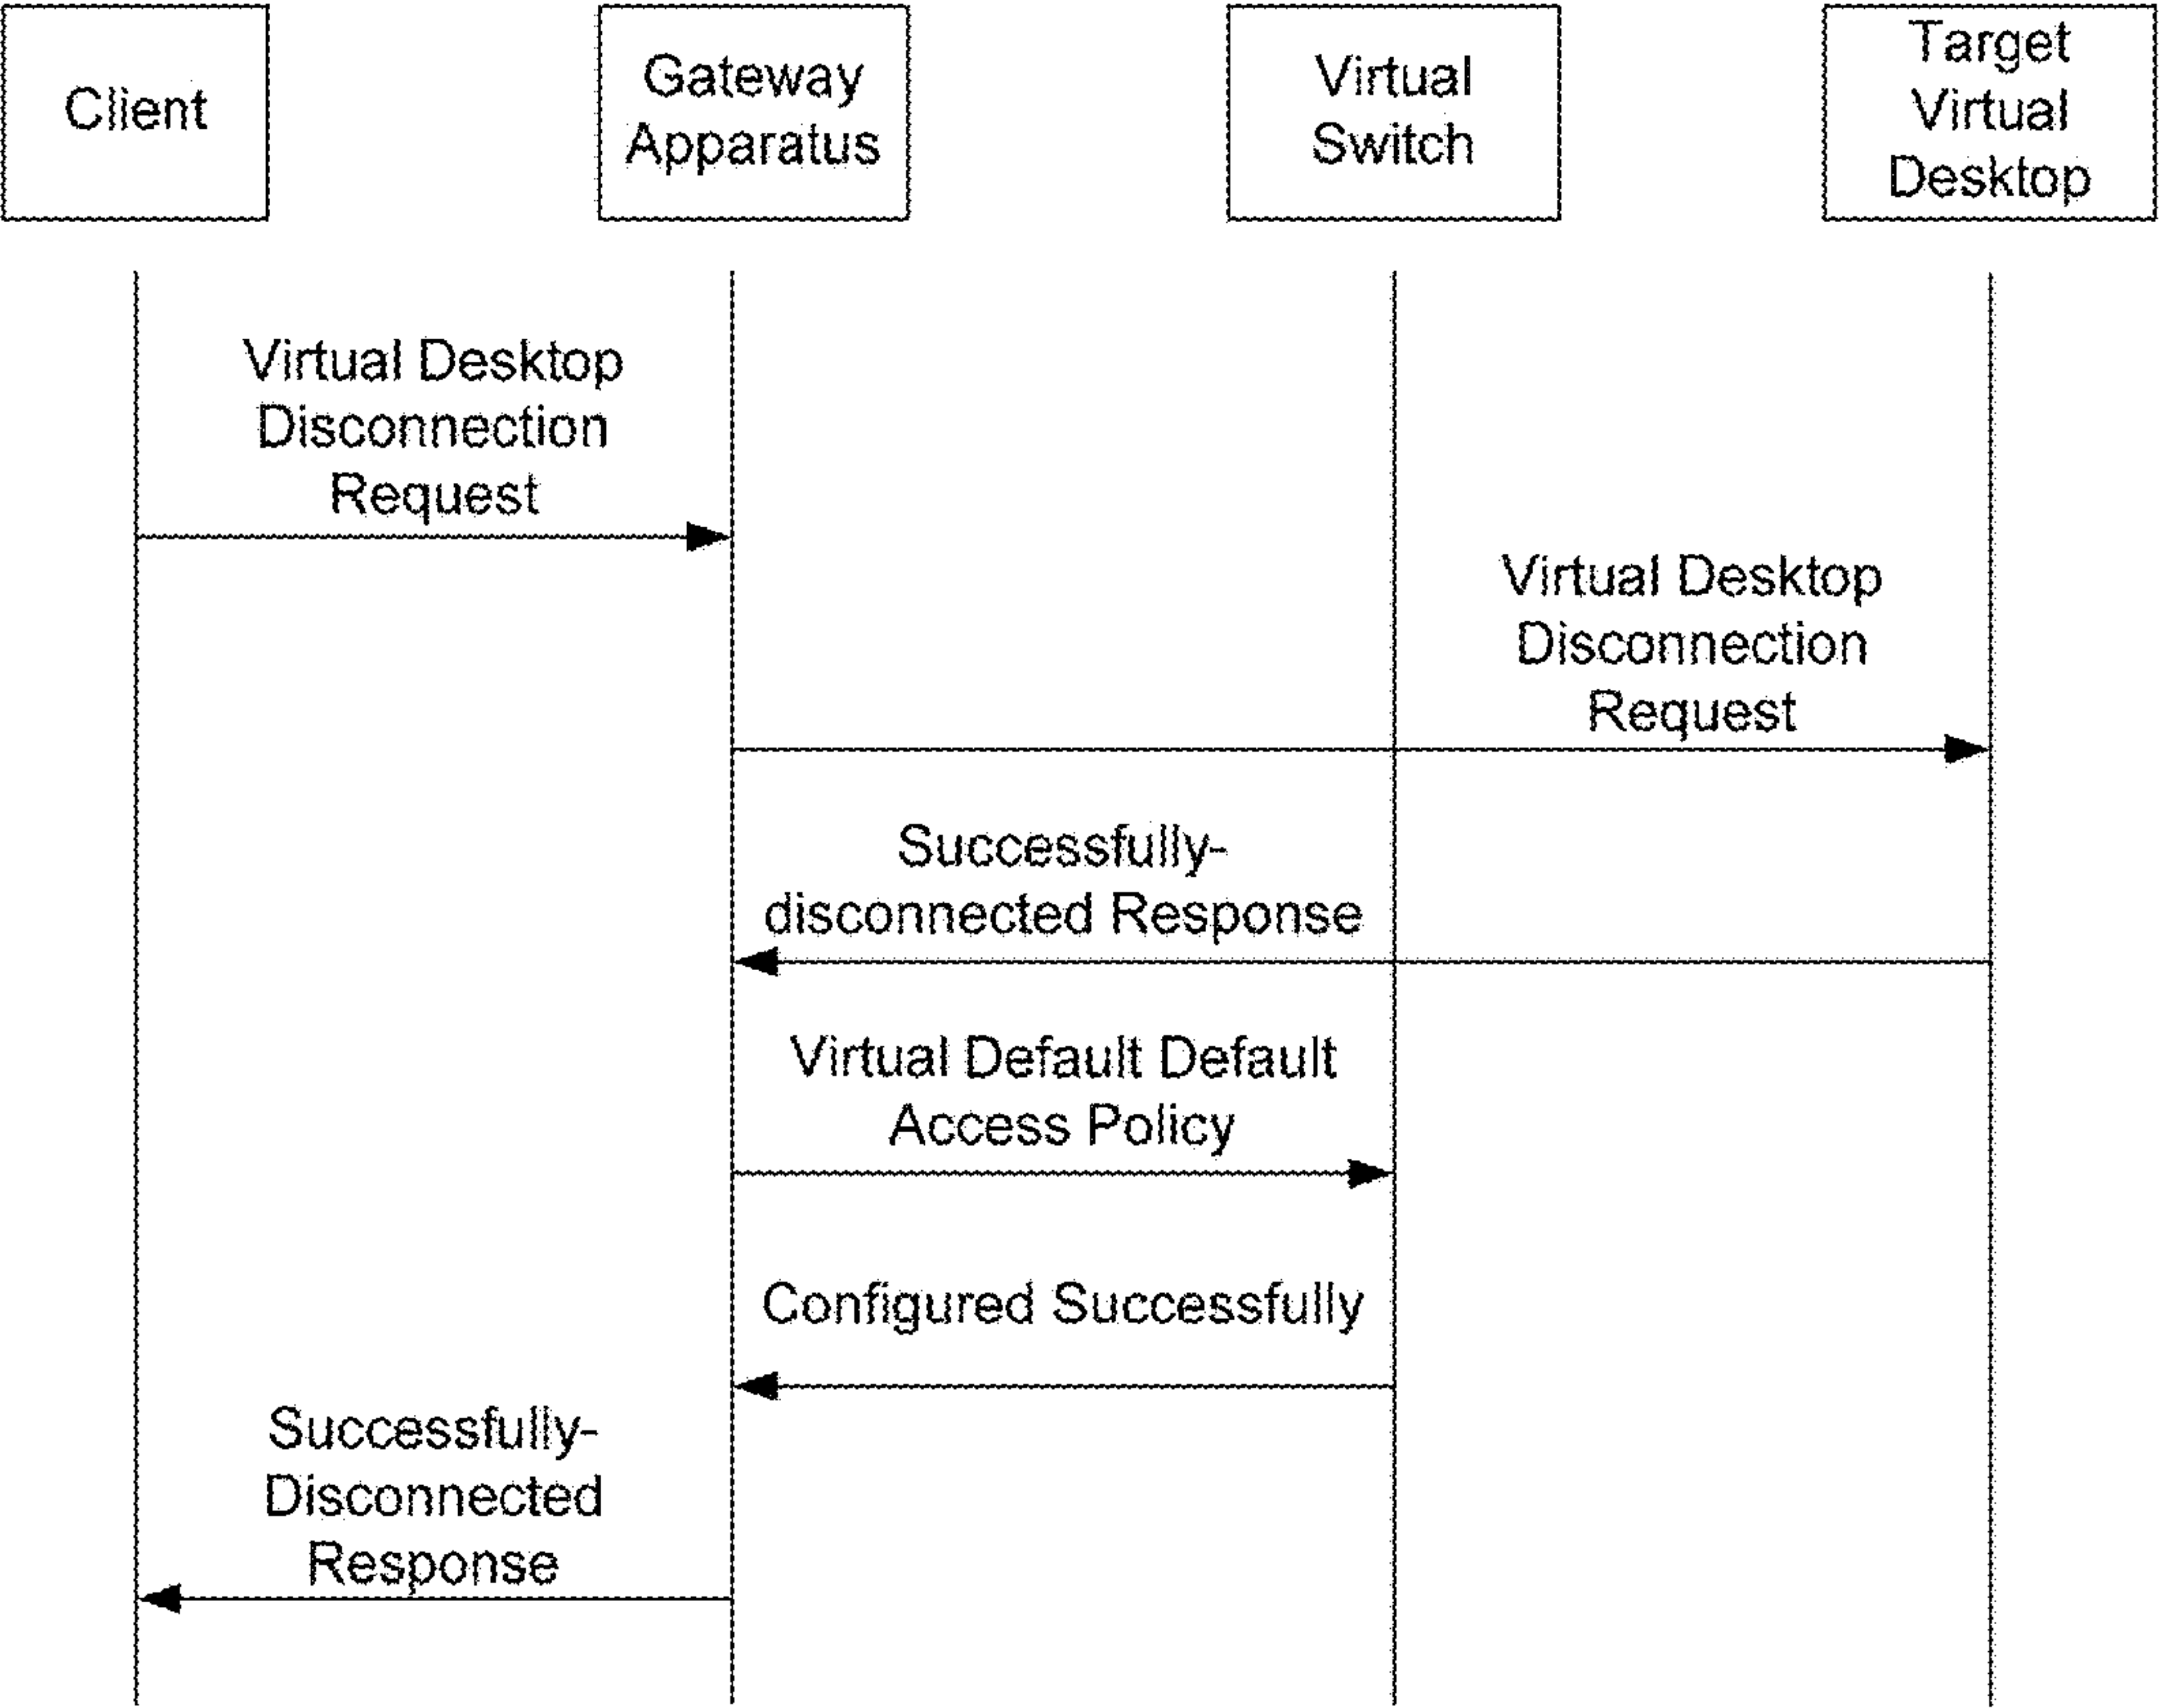 Client
Gateway
Apparatus
Virtual
Switch
Target
Virtual
Desktop
Virtual Desktop
Disconnection
Request
Virtual Desktop
Disconnection
Request
Successfully-
disconnected Response
Virtual Default Default
Access Policy
Configured Successfully
Successfully-
Disconnected
Response